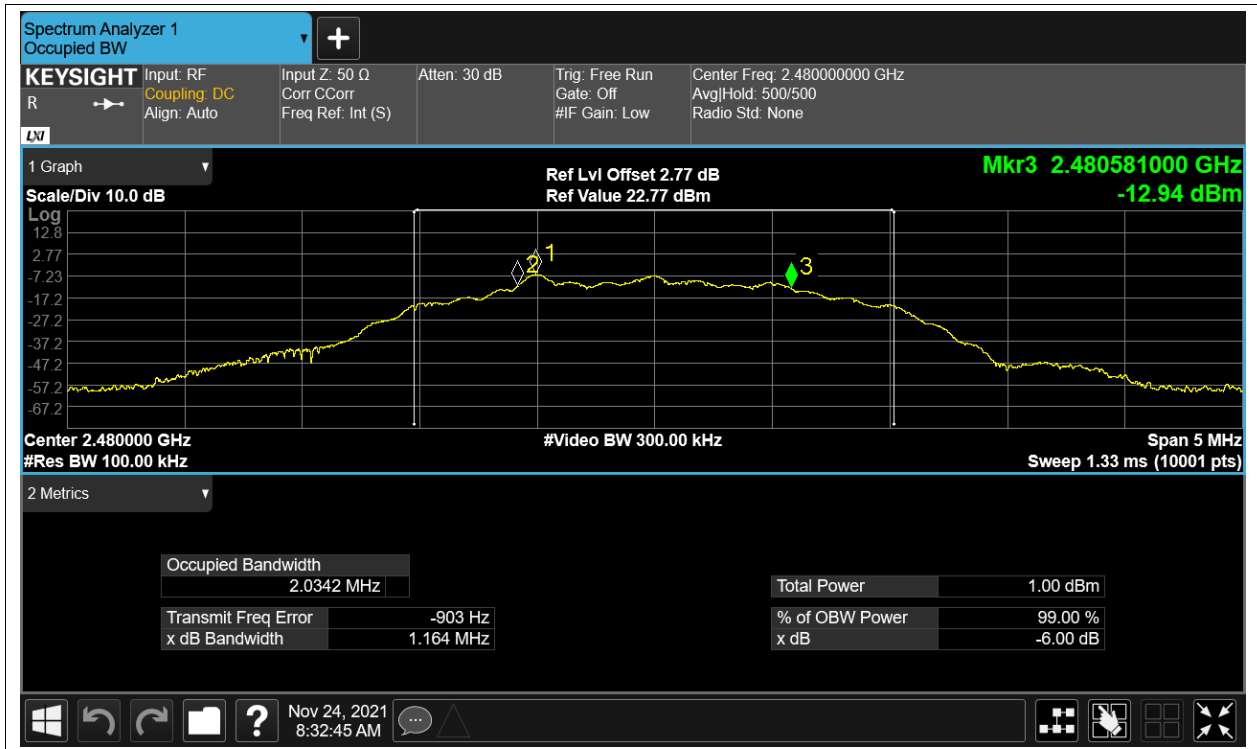 Spectrum Analyzer 1
Occupied BW
KEYSIGHT
R
LXI
Input: RF
Coupling: DC
Align: Auto
Input Z: 50 Ω
Corr CCorr
Freq Ref: Int (S)
Atten: 30 dB
Trig: Free Run
Gate: Off
#IF Gain: Low
Center Freq: 2.480000000 GHz
Avg|Hold: 500/500
Radio Std: None
1 Graph
Scale/Div 10.0 dB
Ref Lvl Offset 2.77 dB
Ref Value 22.77 dBm
Mkr3 2.480581000 GHz
-12.94 dBm
Log
12.8
2.77
-7.23
-17.2
-27.2
-37.2
-47.2
-57.2
-67.2
1
2
3
Center 2.480000 GHz
#Res BW 100.00 kHz
#Video BW 300.00 kHz
Span 5 MHz
Sweep 1.33 ms (10001 pts)
2 Metrics
Occupied Bandwidth
2.0342 MHz
Transmit Freq Error -903 Hz
x dB Bandwidth 1.164 MHz
Total Power 1.00 dBm
% of OBW Power 99.00 %
x dB -6.00 dB
?
Nov 24, 2021
8:32:45 AM